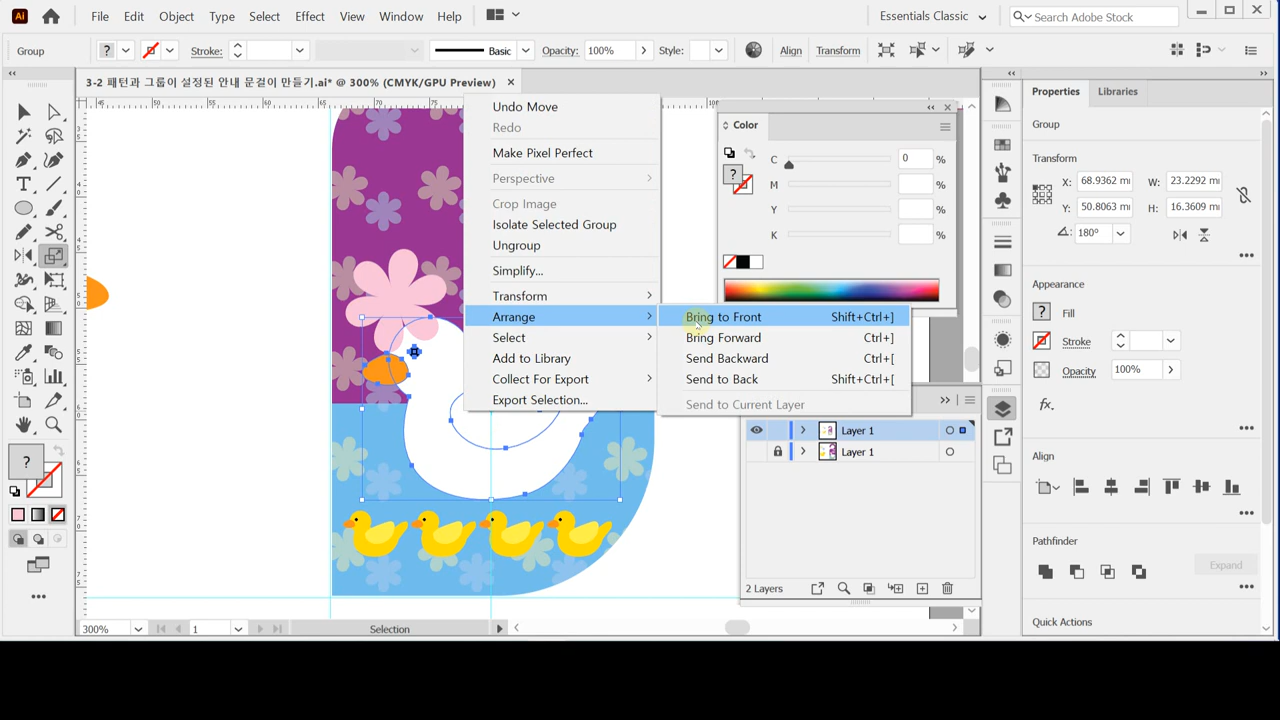 Ai File Edit Object Type Select Effect View Window Help Essentials Classic Search Adobe Stock
Group ? Stroke: Basic Opacity: 100% Style: Align Transform
3-2 패턴과 그룹이 설정된 안내 문걸이 만들기.ai* @ 300% (CMYK/GPU Preview)
Undo Move
Redo
Make Pixel Perfect
Perspective
Crop Image
Isolate Selected Group
Ungroup
Simplify...
Transform
Arrange
Select
Add to Library
Collect For Export
Export Selection...
Bring to Front Shift+Ctrl+]
Bring Forward Ctrl+]
Send Backward Ctrl+[
Send to Back Shift+Ctrl+[
Send to Current Layer
Color
C 0 %
M %
Y %
K %
?
Layer 1
Layer 1
2 Layers
Properties Libraries
Group
Transform
X: 68.9362 mi W: 23.2292 mi
Y: 50.8063 mi H: 16.3609 mi
180°
Appearance
? Fill
Stroke
Opacity 100%
fx.
Align
Pathfinder
Expand
Quick Actions
?
300% 1 Selection